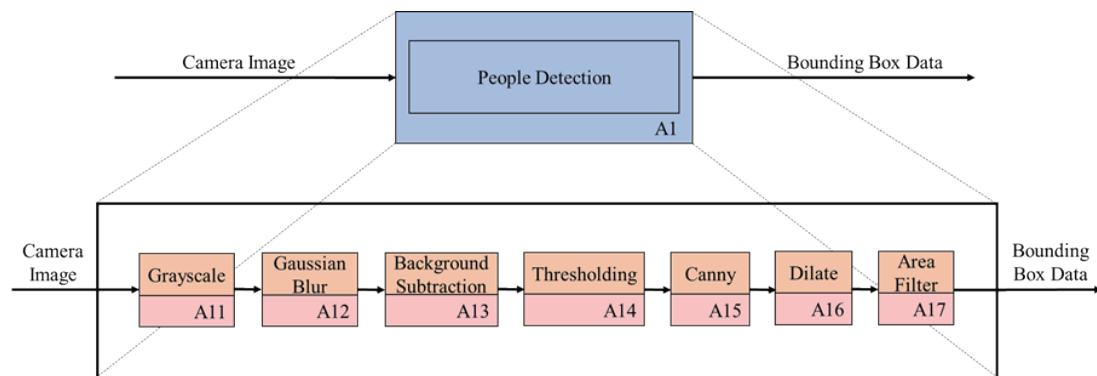 Camera Image
People Detection
Bounding Box Data
A1
Camera
Image
Grayscale
A11
Gaussian
Blur
A12
Background
Subtraction
A13
Thresholding
A14
Canny
A15
Dilate
A16
Area
Filter
A17
Bounding
Box Data